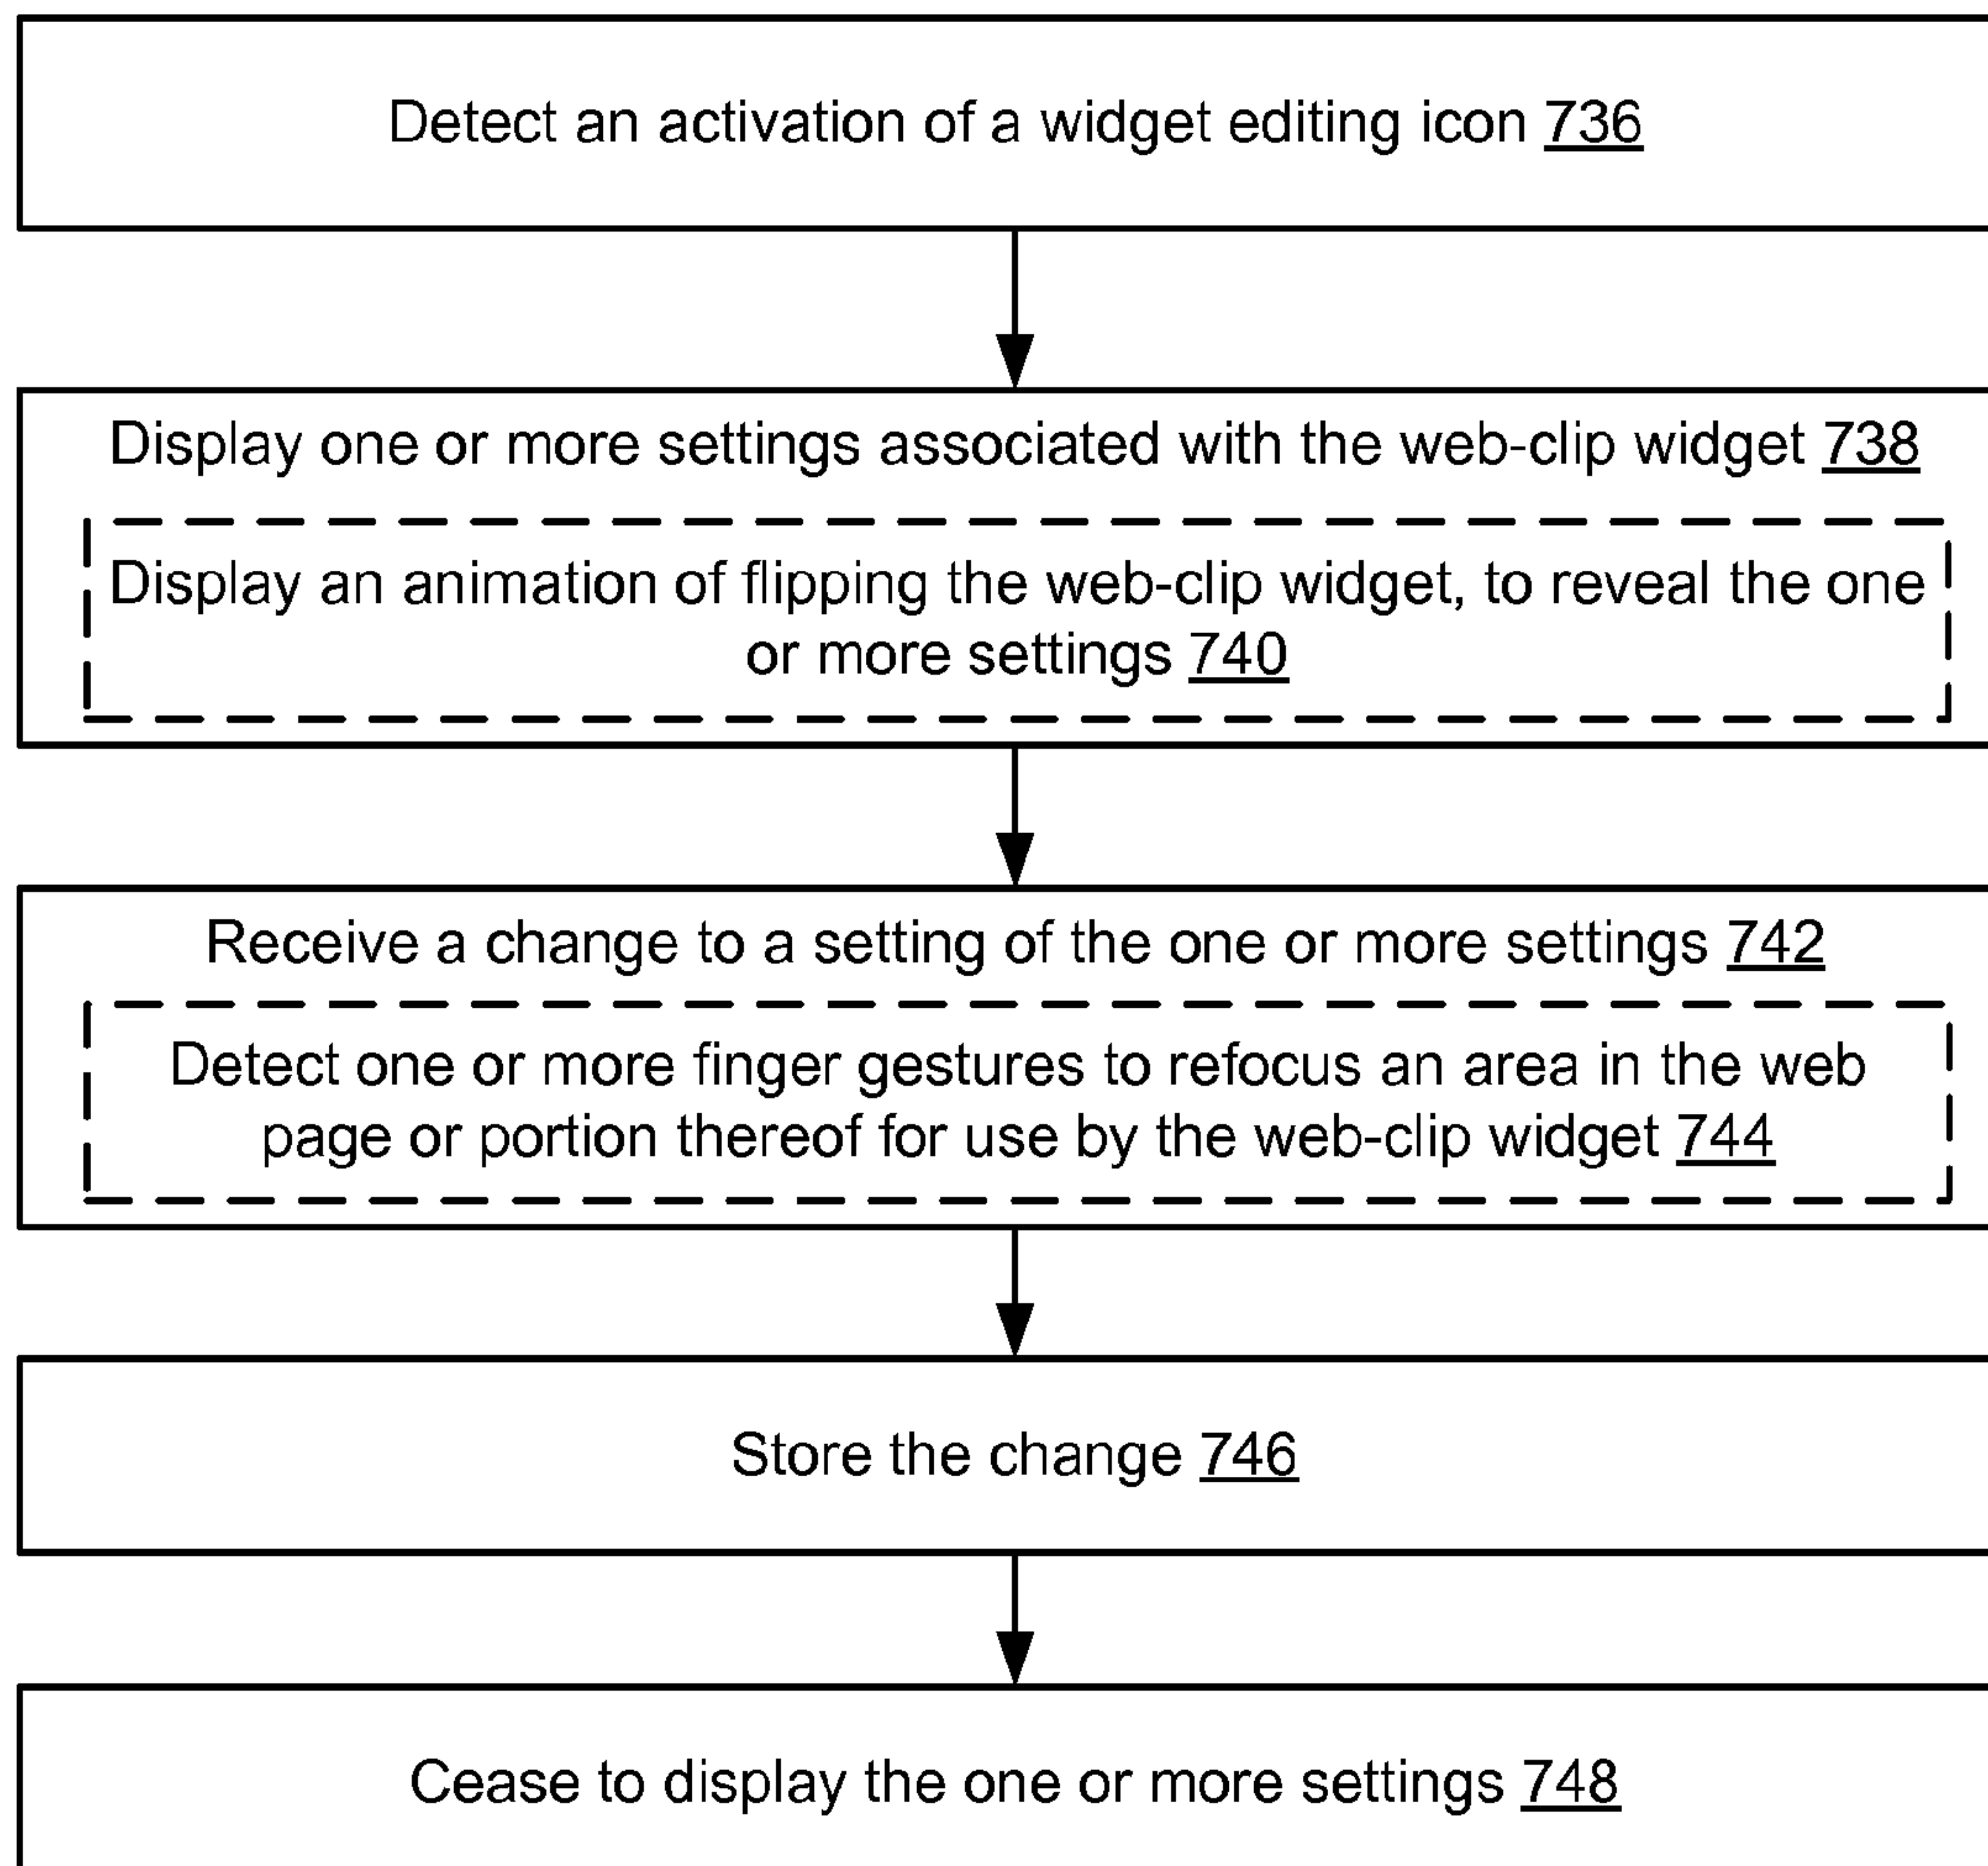 Detect an activation of a widget editing icon 736
Display one or more settings associated with the web-clip widget 738
Display an animation of flipping the web-clip widget, to reveal the one
or more settings 740
Receive a change to a setting of the one or more settings 742
Detect one or more finger gestures to refocus an area in the web
page or portion thereof for use by the web-clip widget 744
Store the change 746
Cease to display the one or more settings 748